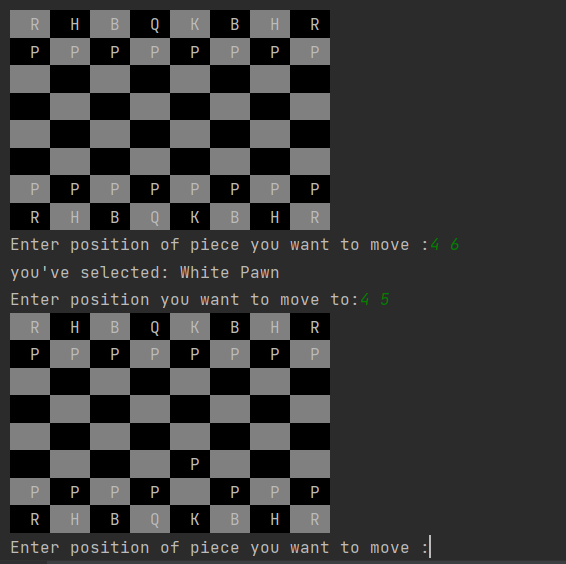 R H B Q K B H R
P P P P P P P P
P P P P P P P P
R H B Q K B H R
Enter position of piece you want to move :4 6
you've selected: White Pawn
Enter position you want to move to:4 5
R H B Q K B H R
P P P P P P P P
P
P P P P P P P
R H B Q K B H R
Enter position of piece you want to move :